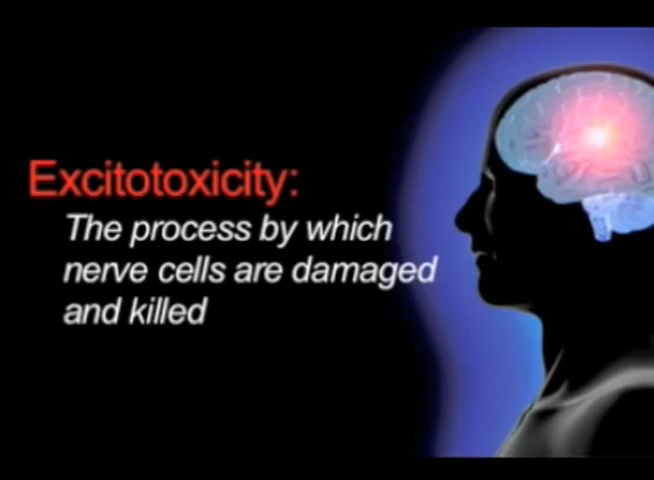 Excitotoxicity:
The process by which
nerve cells are damaged
and killed